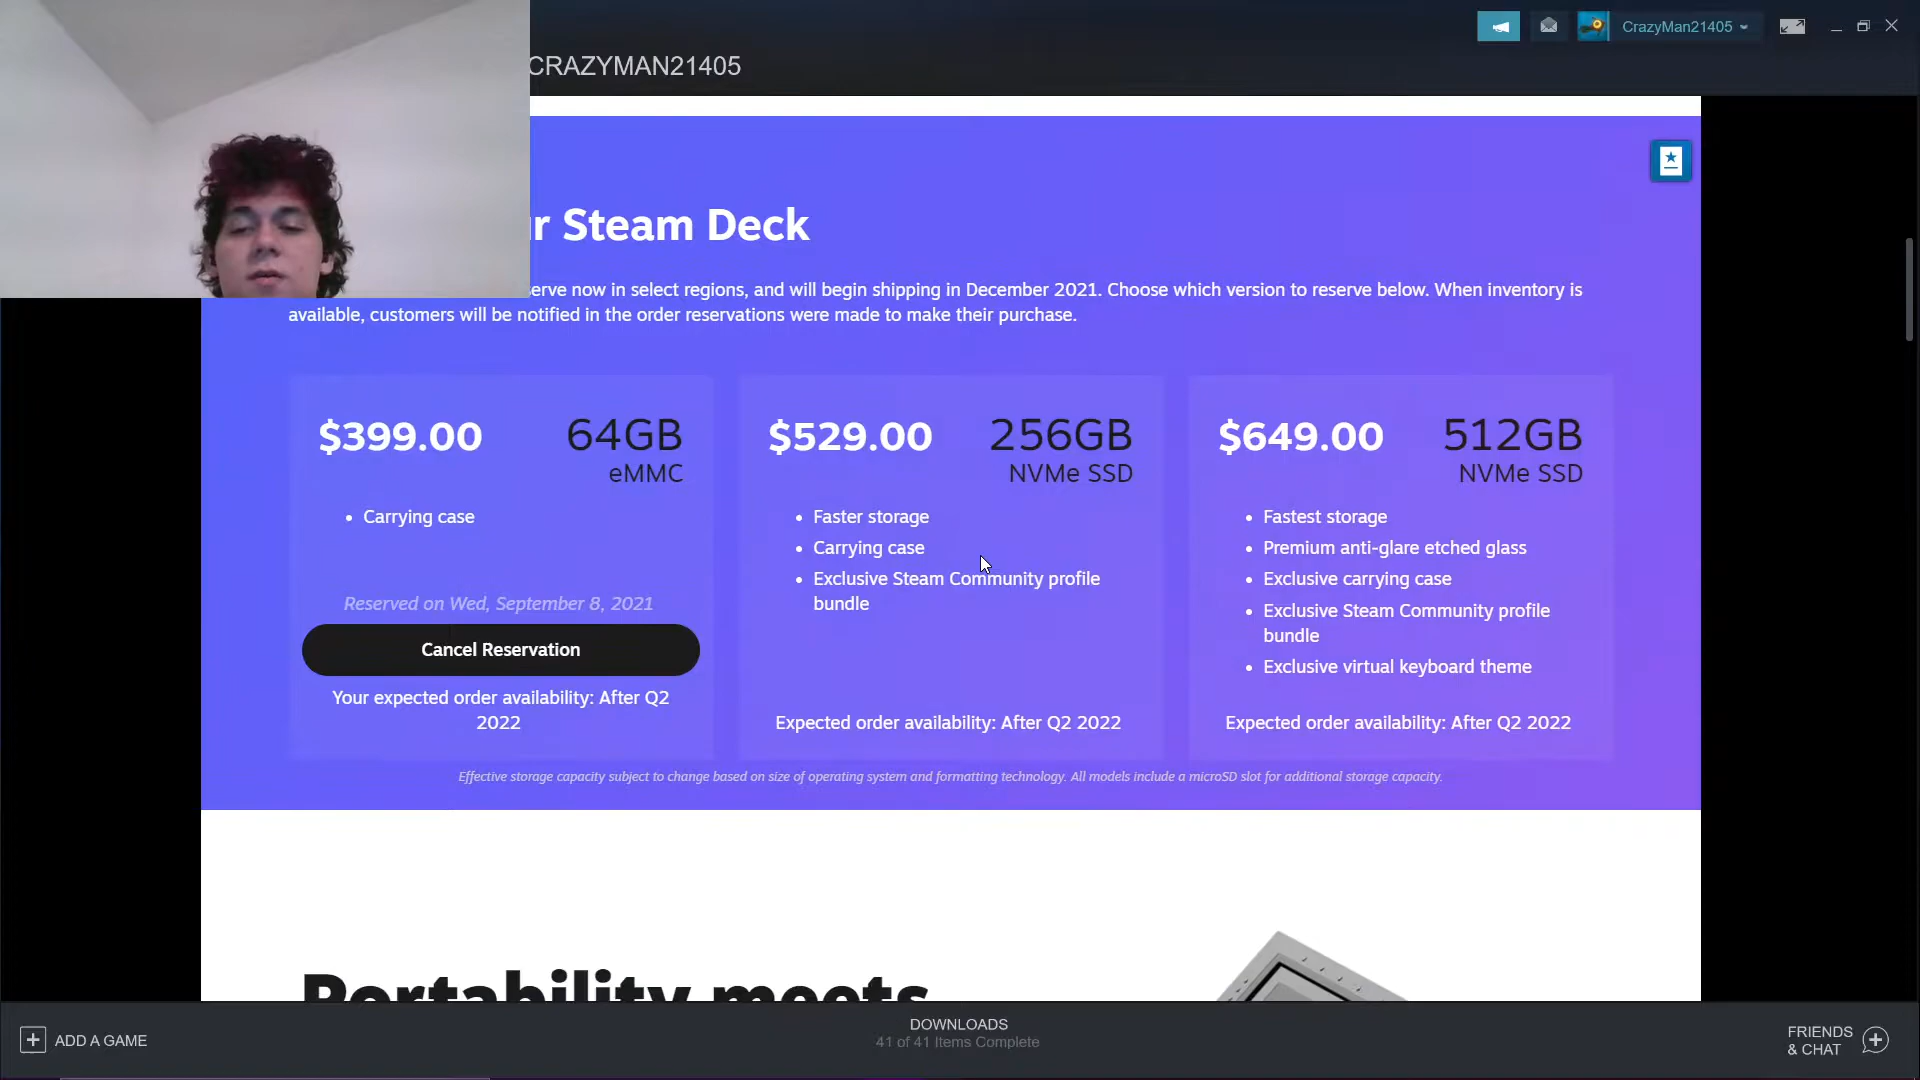 CrazyMan21405
CRAZYMAN21405
Steam Deck
serve now in select regions, and will begin shipping in December 2021. Choose which version to reserve below. When inventory is
available, customers will be notified in the order reservations were made to make their purchase.
$399.00
64GB
eMMC
• Carrying case
Reserved on Wed, September 8, 2021
Cancel Reservation
Your expected order availability: After Q2
2022
$529.00
256GB
NVMe SSD
• Faster storage
• Carrying case
• Exclusive Steam Community profile
bundle
Expected order availability: After Q2 2022
$649.00
512GB
NVMe SSD
• Fastest storage
• Premium anti-glare etched glass
• Exclusive carrying case
• Exclusive Steam Community profile
bundle
• Exclusive virtual keyboard theme
Expected order availability: After Q2 2022
Effective storage capacity subject to change based on size of operating system and formatting technology. All models include a microSD slot for additional storage capacity.
Portability meets
ADD A GAME
DOWNLOADS
41 of 41 Items Complete
FRIENDS
& CHAT